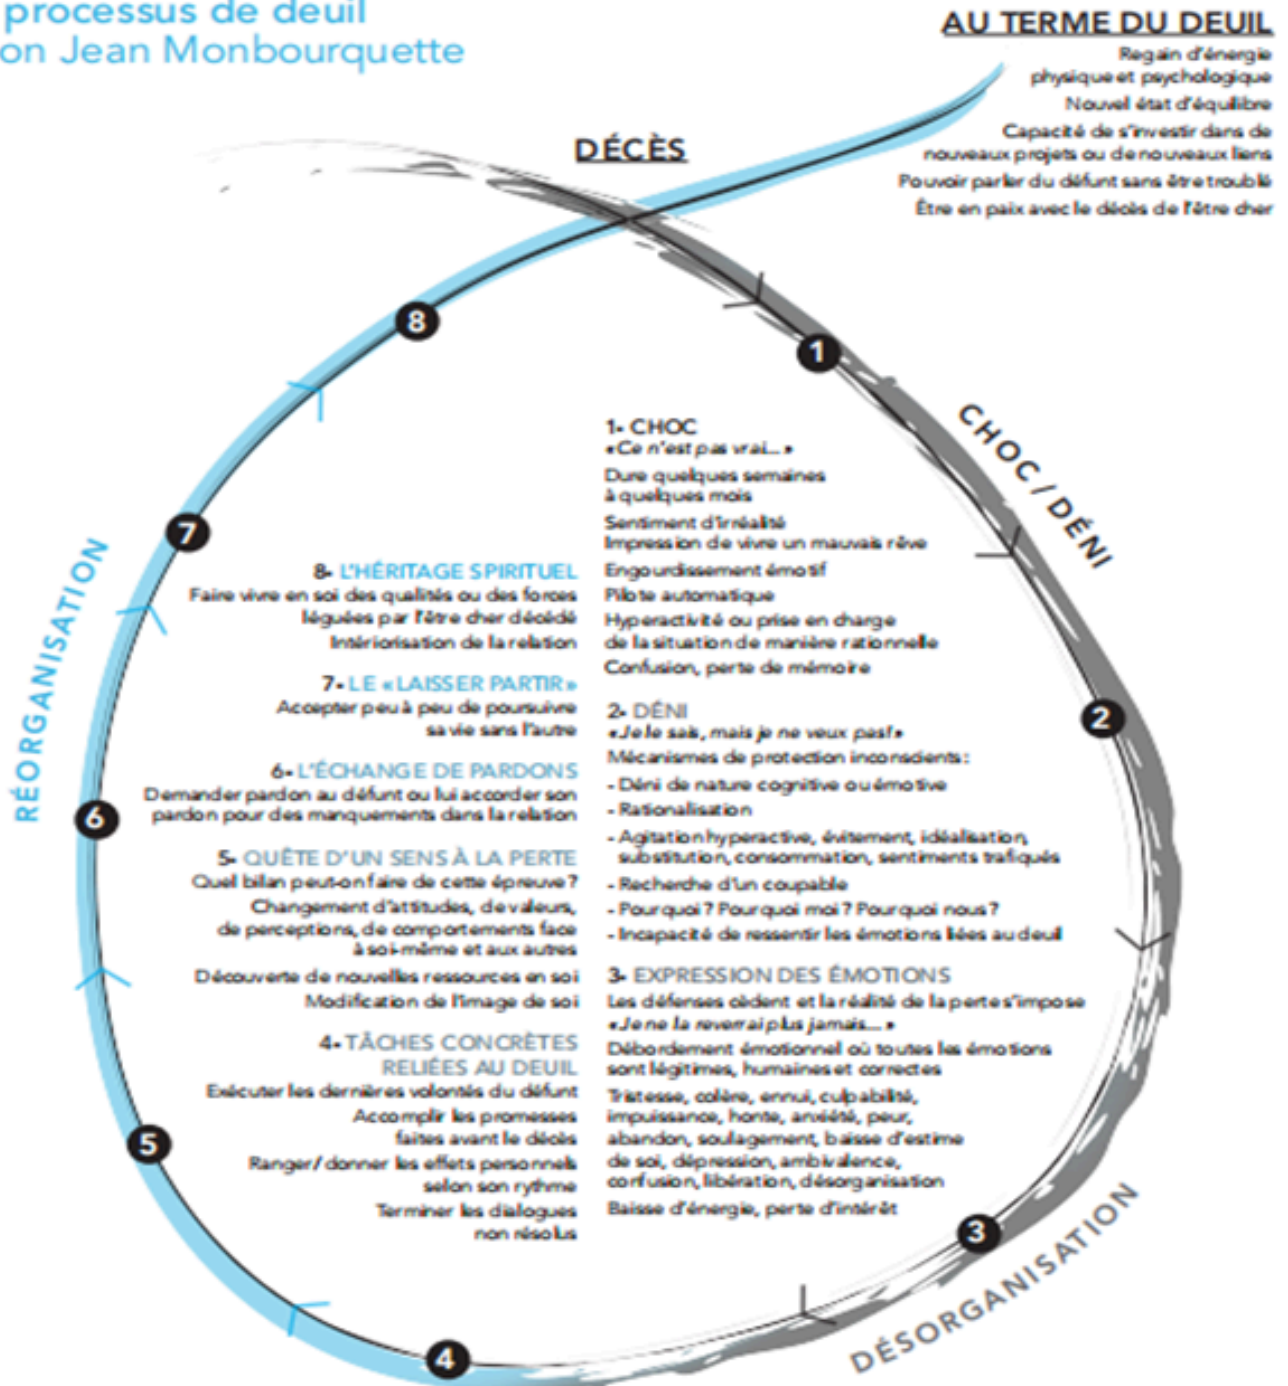 processus de deuil
on Jean Monbourquette
AU TERME DU DEUIL
Regain d'énergie
physique et psychologique
Nouvel état d'équilibre
Capacité de s'investir dans de
nouveaux projets ou de nouveaux liens
Pouvoir parler du défunt sans être troublé
Être en paix avec le décès de l'être cher
DÉCÈS
8
1
CHOC / DÉNI
7
2
RÉORGANISATION
6
5
3
DÉSORGANISATION
4
1- CHOC
«Ce n'est pas vrai... »
Dure quelques semaines
à quelques mois
Sentiment d'irréalité
Impression de vivre un mauvais rêve
Engourdissement émotif
Pilote automatique
Hyperactivité ou prise en charge
de la situation de manière rationnelle
Confusion, perte de mémoire
2- DÉNI
«Je le sais, mais je ne veux pas!»
Mécanismes de protection inconscients :
- Déni de nature cognitive ou émotive
- Rationalisation
- Agitation hyperactive, évitement, idéalisation,
substitution, consommation, sentiments trafiqués
- Recherche d'un coupable
- Pourquoi ? Pourquoi moi ? Pourquoi nous ?
- Incapacité de ressentir les émotions liées au deuil
3- EXPRESSION DES ÉMOTIONS
Les défenses cèdent et la réalité de la perte s'impose
«Je ne la reverrai plus jamais... »
Débordement émotionnel où toutes les émotions
sont légitimes, humaines et correctes
Tristesse, colère, ennui, culpabilité,
impuissance, honte, anxiété, peur,
abandon, soulagement, baisse d'estime
de soi, dépression, ambivalence,
confusion, libération, désorganisation
Baisse d'énergie, perte d'intérêt
8- L'HÉRITAGE SPIRITUEL
Faire vivre en soi des qualités ou des forces
léguées par l'être cher décédé
Intériorisation de la relation
7- LE «LAISSER PARTIR»
Accepter peu à peu de poursuivre
sa vie sans l'autre
6- L'ÉCHANGE DE PARDONS
Demander pardon au défunt ou lui accorder son
pardon pour des manquements dans la relation
5- QUÊTE D'UN SENS À LA PERTE
Quel bilan peut-on faire de cette épreuve ?
Changement d'attitudes, de valeurs,
de perceptions, de comportements face
à soi-même et aux autres
Découverte de nouvelles ressources en soi
Modification de l'image de soi
4- TÂCHES CONCRÈTES
RELIÉES AU DEUIL
Exécuter les dernières volontés du défunt
Accomplir les promesses
faites avant le décès
Ranger/ donner les effets personnels
selon son rythme
Terminer les dialogues
non résolus